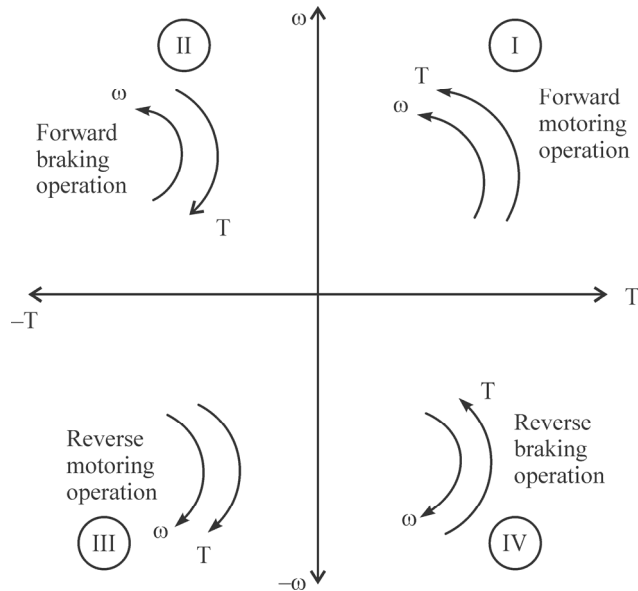 II
ω
I
T
ω
Forward
motoring
operation
ω
Forward
braking
operation
T
–T
T
Reverse
motoring
operation
ω
T
III
T
Reverse
braking
operation
ω
IV
–ω